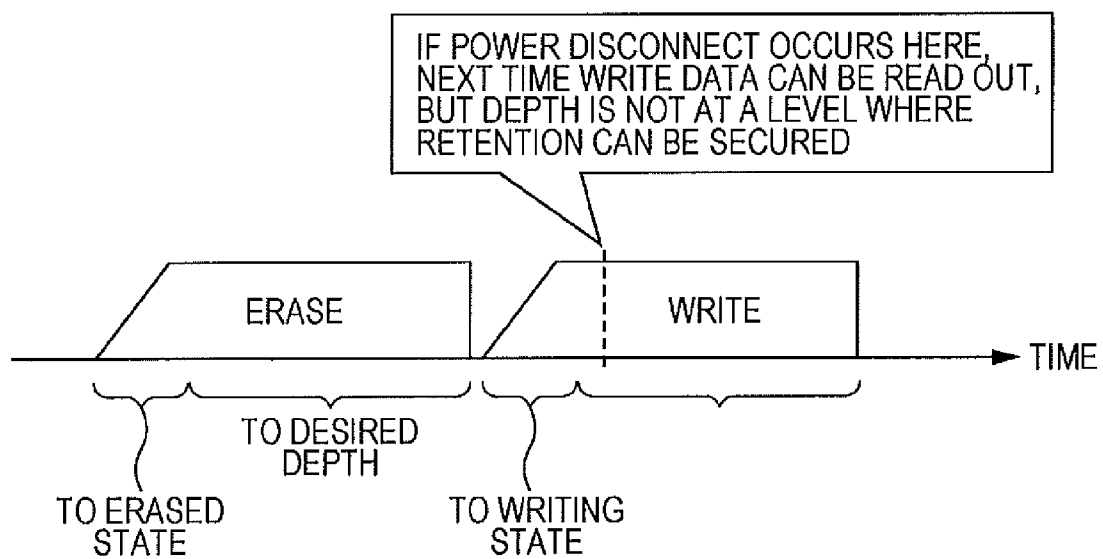 IF POWER DISCONNECT OCCURS HERE,
NEXT TIME WRITE DATA CAN BE READ OUT,
BUT DEPTH IS NOT AT A LEVEL WHERE
RETENTION CAN BE SECURED
ERASE
WRITE
TIME
TO DESIRED
DEPTH
TO ERASED
STATE
TO WRITING
STATE